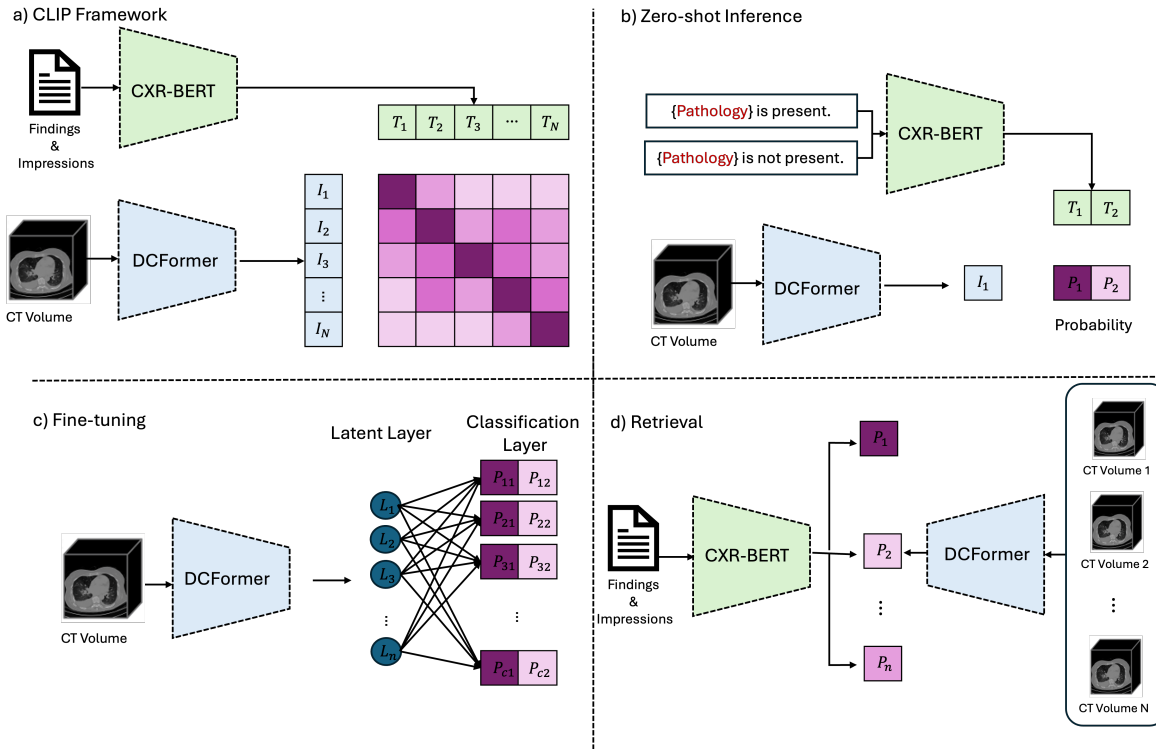 a) CLIP Framework
CXR-BERT
Findings
&
Impressions
T1 T2 T3 ⋯ TN
I1
I2
I3
⋮
IN
DCFormer
CT Volume
b) Zero-shot Inference
{Pathology} is present.
{Pathology} is not present.
CXR-BERT
T1 T2
DCFormer
I1
P1 P2
CT Volume
Probability
c) Fine-tuning
Latent Layer
Classification
Layer
L1
L2
L3
⋮
Ln
P11 P12
P21 P22
P31 P32
⋮
Pc1 Pc2
DCFormer
CT Volume
d) Retrieval
P1
CXR-BERT
P2
DCFormer
Findings
&
Impressions
⋮
Pn
CT Volume 1
CT Volume 2
⋮
CT Volume N